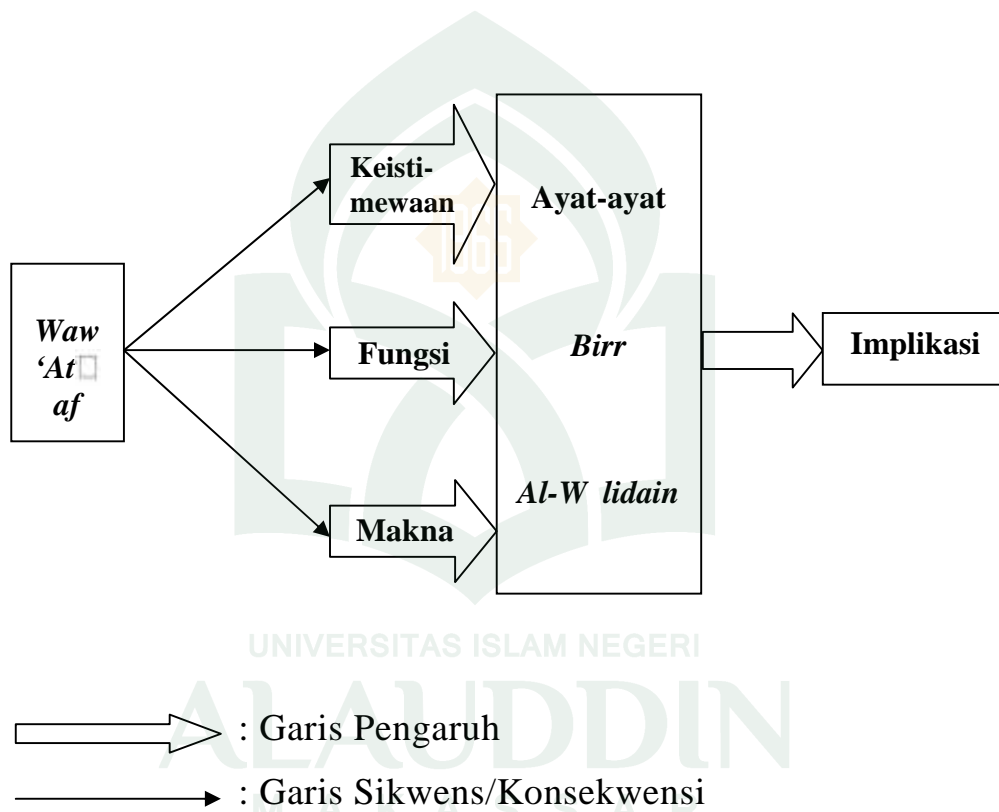 Keisti-
mewaan
Ayat-ayat
Waw
‘At□
af
Fungsi
Birr
Implikasi
Makna
Al-W lidain
UNIVERSITAS ISLAM NEGERI
ALAUDDIN
: Garis Pengaruh
: Garis Sikwens/Konsekwensi